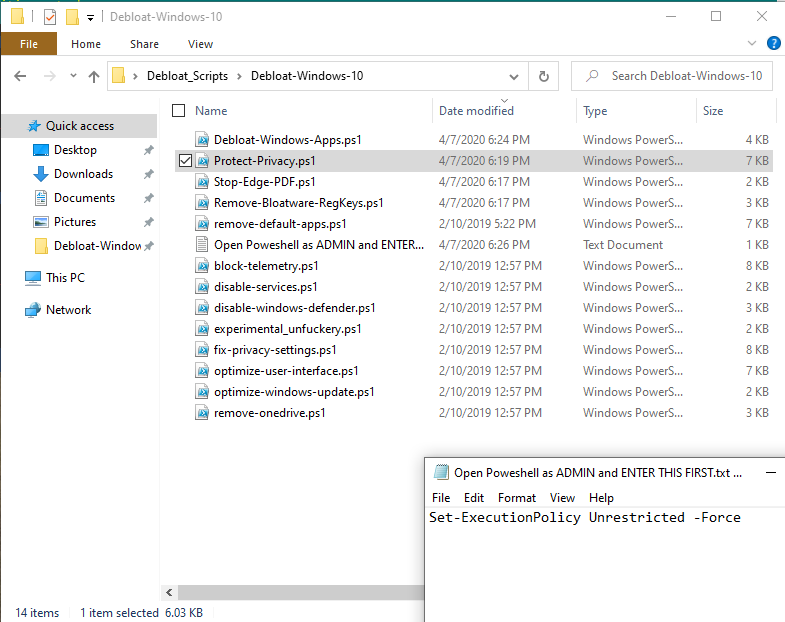 Debloat-Windows-10
File Home Share View
Debloat_Scripts Debloat-Windows-10
Search Debloat-Windows-10
Name Date modified Type Size
Quick access
Desktop
Downloads
Documents
Pictures
Debloat-Window
This PC
Network
Debloat-Windows-Apps.ps1 4/7/2020 6:24 PM Windows PowerS... 4 KB
Protect-Privacy.ps1 4/7/2020 6:19 PM Windows PowerS... 7 KB
Stop-Edge-PDF.ps1 4/7/2020 6:17 PM Windows PowerS... 2 KB
Remove-Bloatware-RegKeys.ps1 4/7/2020 6:17 PM Windows PowerS... 3 KB
remove-default-apps.ps1 2/10/2019 5:22 PM Windows PowerS... 7 KB
Open Poweshell as ADMIN and ENTER... 4/7/2020 6:26 PM Text Document 1 KB
block-telemetry.ps1 2/10/2019 12:57 PM Windows PowerS... 8 KB
disable-services.ps1 2/10/2019 12:57 PM Windows PowerS... 2 KB
disable-windows-defender.ps1 2/10/2019 12:57 PM Windows PowerS... 3 KB
experimental_unfuckery.ps1 2/10/2019 12:57 PM Windows PowerS... 2 KB
fix-privacy-settings.ps1 2/10/2019 12:57 PM Windows PowerS... 8 KB
optimize-user-interface.ps1 2/10/2019 12:57 PM Windows PowerS... 7 KB
optimize-windows-update.ps1 2/10/2019 12:57 PM Windows PowerS... 2 KB
remove-onedrive.ps1 2/10/2019 12:57 PM Windows PowerS... 3 KB
Open Poweshell as ADMIN and ENTER THIS FIRST.txt ...
File Edit Format View Help
Set-ExecutionPolicy Unrestricted -Force
14 items 1 item selected 6.03 KB